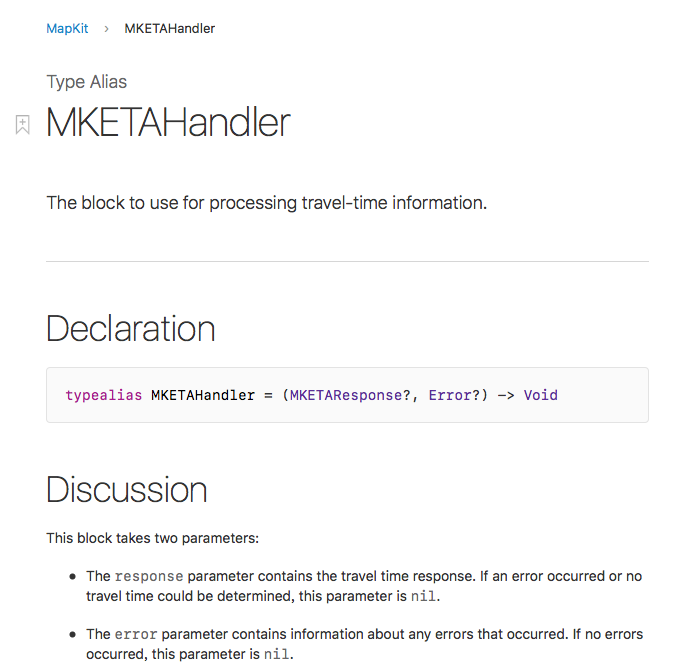 MapKit › MKETAHandler
Type Alias
MKETAHandler
The block to use for processing travel-time information.
Declaration
typealias MKETAHandler = (MKETAResponse?, Error?) -> Void
Discussion
This block takes two parameters:
• The response parameter contains the travel time response. If an error occurred or no
travel time could be determined, this parameter is nil.
• The error parameter contains information about any errors that occurred. If no errors
occurred, this parameter is nil.